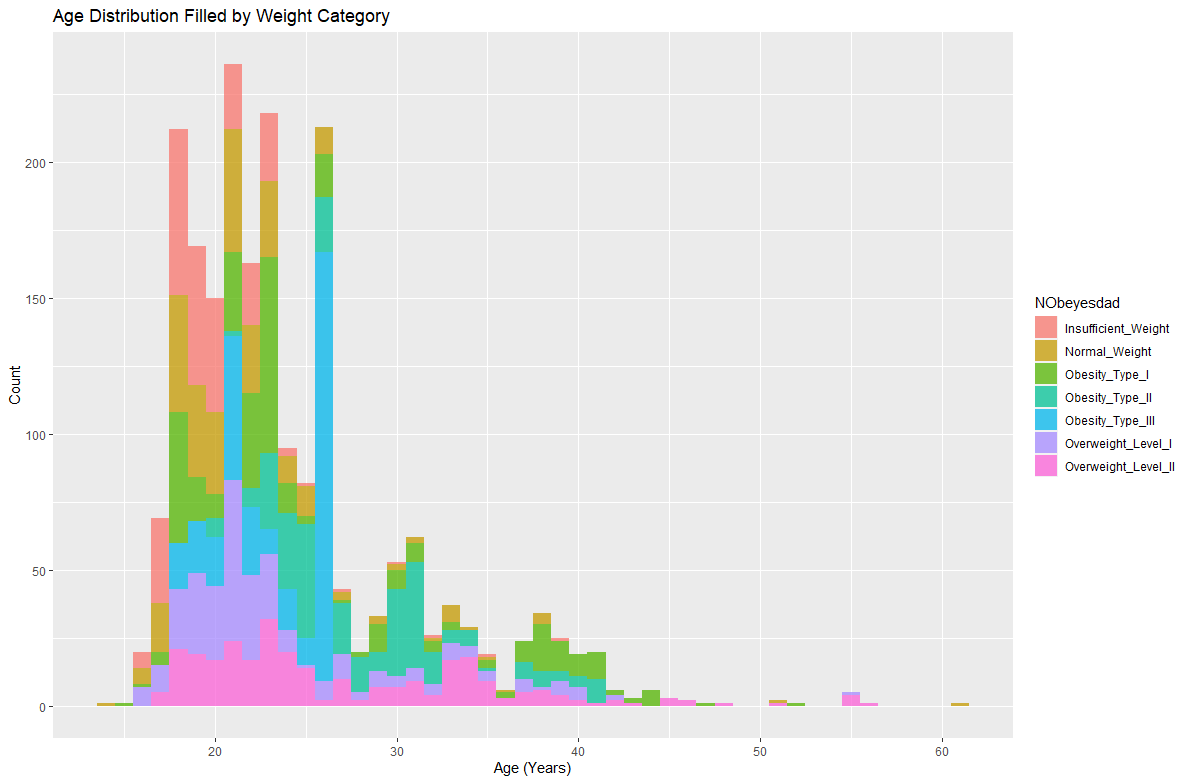 Age Distribution Filled by Weight Category
Count
200
150
100
50
0
20 30 40 50 60
Age (Years)
NObeyesdad
Insufficient_Weight
Normal_Weight
Obesity_Type_I
Obesity_Type_II
Obesity_Type_III
Overweight_Level_I
Overweight_Level_II